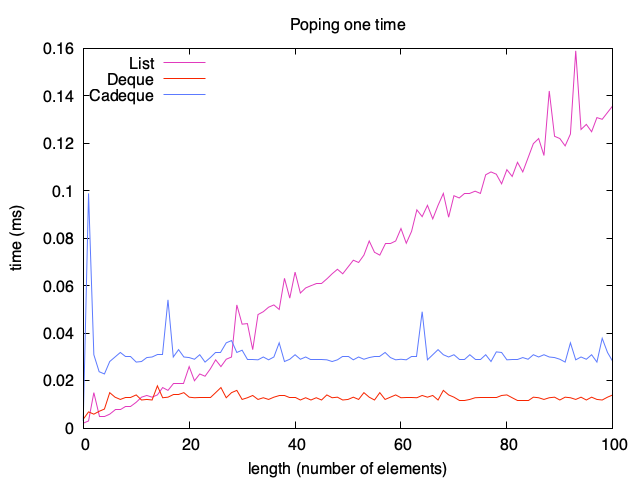 Poping one time
0.16
0.14
0.12
0.1
0.08
0.06
0.04
0.02
0
time (ms)
List
Deque
Cadeque
0 20 40 60 80 100
length (number of elements)